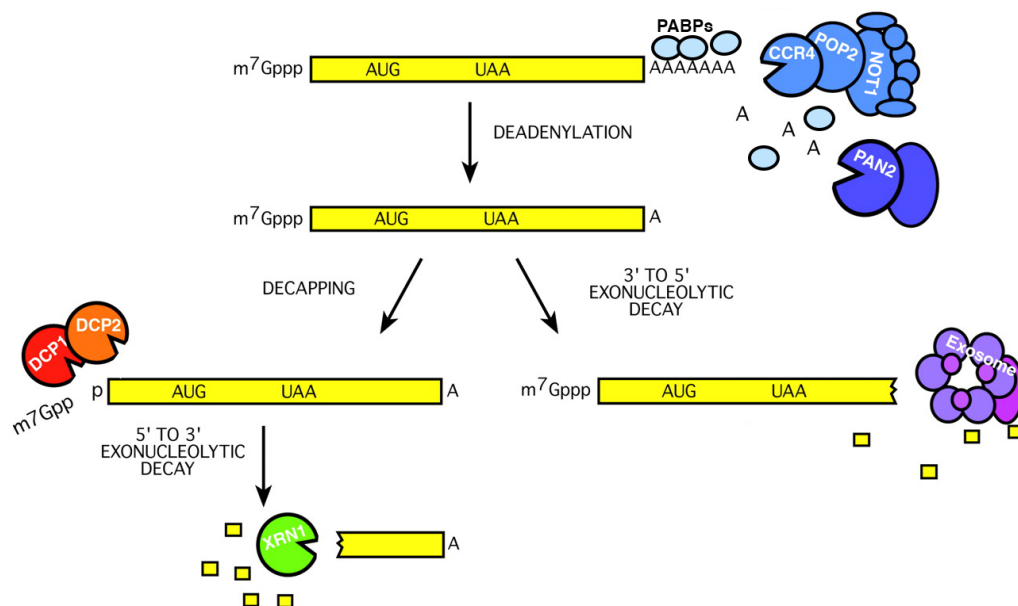 PABPs
m⁷Gppp AUG UAA AAAAAAA
CCR4 POP2 NOT1
A
A
A
DEADENYLATION
PAN2
m⁷Gppp AUG UAA A
DECAPPING
3' TO 5'
EXONUCLEOLYTIC
DECAY
DCP1 DCP2
m7Gpp
p AUG UAA A
m⁷Gppp AUG UAA
Exosome
5' TO 3'
EXONUCLEOLYTIC
DECAY
XRN1
A